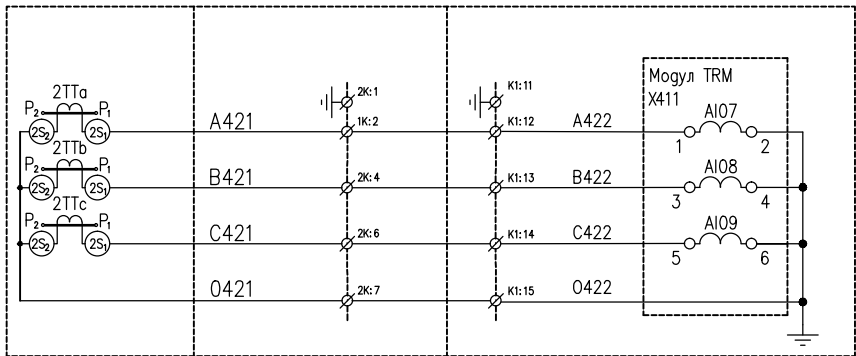 2TTa
P₂ P₁
2S₂ 2S₁
A421
2K:1
1K:2
K1:11
K1:12
A422
Модул TRM
X411
AI07
1 2
2TTb
P₂ P₁
2S₂ 2S₁
B421
2K:4
K1:13
B422
AI08
3 4
2TTc
P₂ P₁
2S₂ 2S₁
C421
2K:6
K1:14
C422
AI09
5 6
0421
2K:7
K1:15
0422